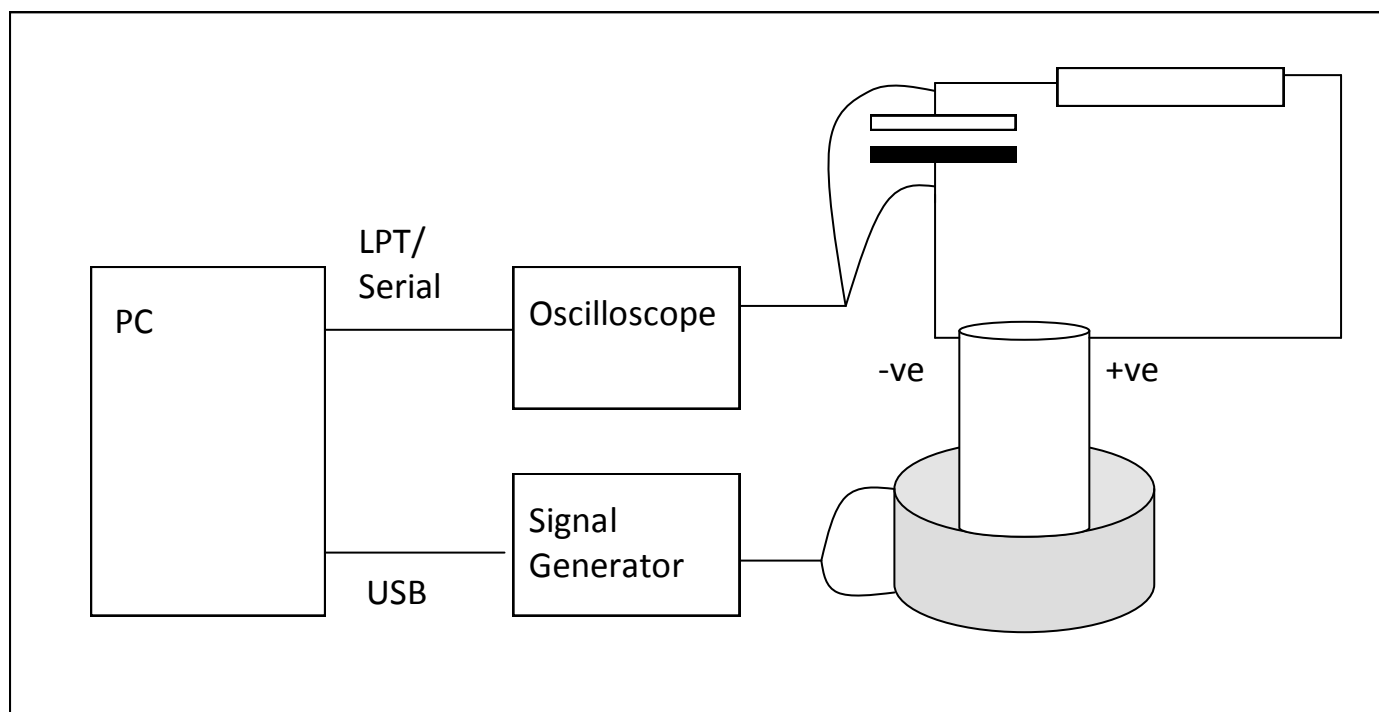 LPT/
Serial
PC
Oscilloscope
-ve
+ve
Signal
Generator
USB